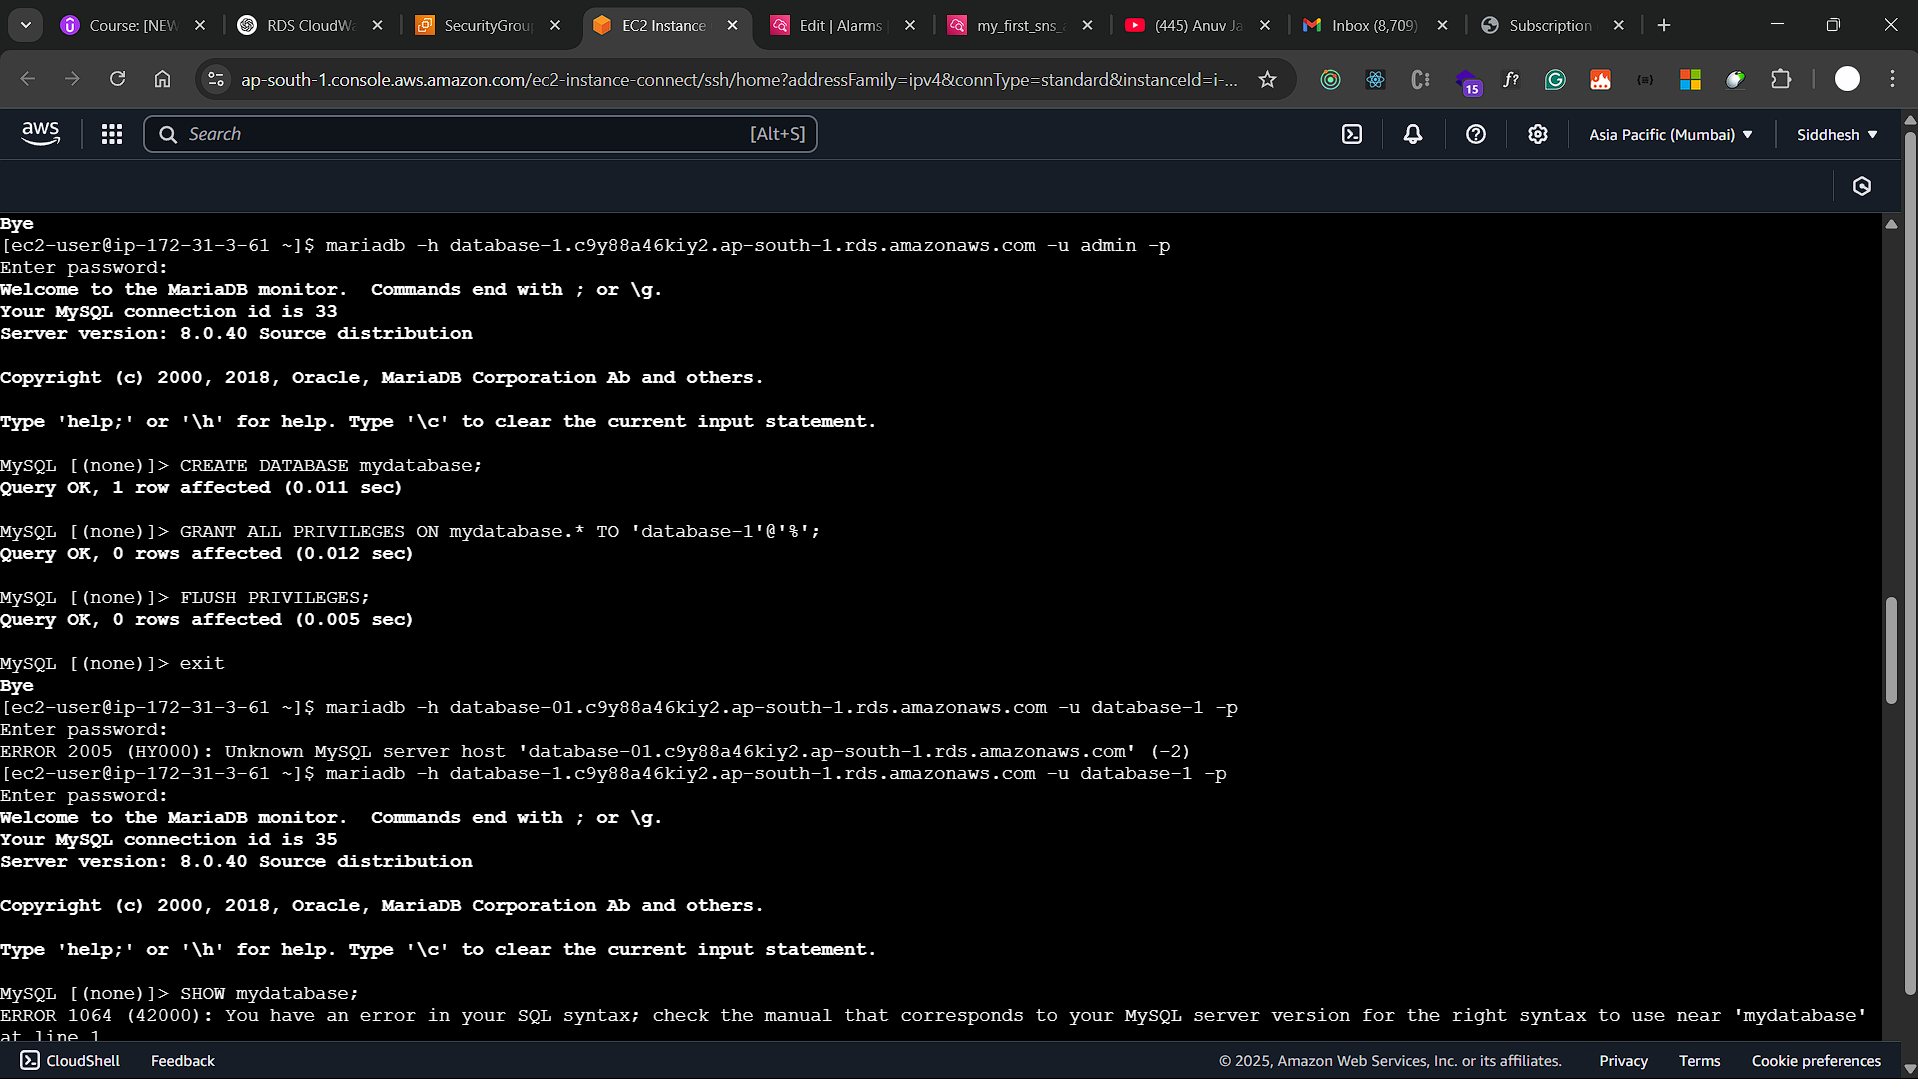 Course: [NEW
RDS CloudWa
SecurityGrou
EC2 Instance
Edit | Alarms
my_first_sns_a
(445) Anuv Ja
Inbox (8,709)
Subscription
ap-south-1.console.aws.amazon.com/ec2-instance-connect/ssh/home?addressFamily=ipv4&connType=standard&instanceId=i-...
f?
15
aws
Search
[Alt+S]
Asia Pacific (Mumbai)
Siddhesh
Bye
[ec2-user@ip-172-31-3-61 ~]$ mariadb -h database-1.c9y88a46kiy2.ap-south-1.rds.amazonaws.com -u admin -p
Enter password:
Welcome to the MariaDB monitor.  Commands end with ; or \g.
Your MySQL connection id is 33
Server version: 8.0.40 Source distribution
Copyright (c) 2000, 2018, Oracle, MariaDB Corporation Ab and others.
Type 'help;' or '\h' for help. Type '\c' to clear the current input statement.
MySQL [(none)]> CREATE DATABASE mydatabase;
Query OK, 1 row affected (0.011 sec)
MySQL [(none)]> GRANT ALL PRIVILEGES ON mydatabase.* TO 'database-1'@'%';
Query OK, 0 rows affected (0.012 sec)
MySQL [(none)]> FLUSH PRIVILEGES;
Query OK, 0 rows affected (0.005 sec)
MySQL [(none)]> exit
Bye
[ec2-user@ip-172-31-3-61 ~]$ mariadb -h database-01.c9y88a46kiy2.ap-south-1.rds.amazonaws.com -u database-1 -p
Enter password:
ERROR 2005 (HY000): Unknown MySQL server host 'database-01.c9y88a46kiy2.ap-south-1.rds.amazonaws.com' (-2)
[ec2-user@ip-172-31-3-61 ~]$ mariadb -h database-1.c9y88a46kiy2.ap-south-1.rds.amazonaws.com -u database-1 -p
Enter password:
Welcome to the MariaDB monitor.  Commands end with ; or \g.
Your MySQL connection id is 35
Server version: 8.0.40 Source distribution
Copyright (c) 2000, 2018, Oracle, MariaDB Corporation Ab and others.
Type 'help;' or '\h' for help. Type '\c' to clear the current input statement.
MySQL [(none)]> SHOW mydatabase;
ERROR 1064 (42000): You have an error in your SQL syntax; check the manual that corresponds to your MySQL server version for the right syntax to use near 'mydatabase'
at line 1
CloudShell
Feedback
© 2025, Amazon Web Services, Inc. or its affiliates.
Privacy
Terms
Cookie preferences